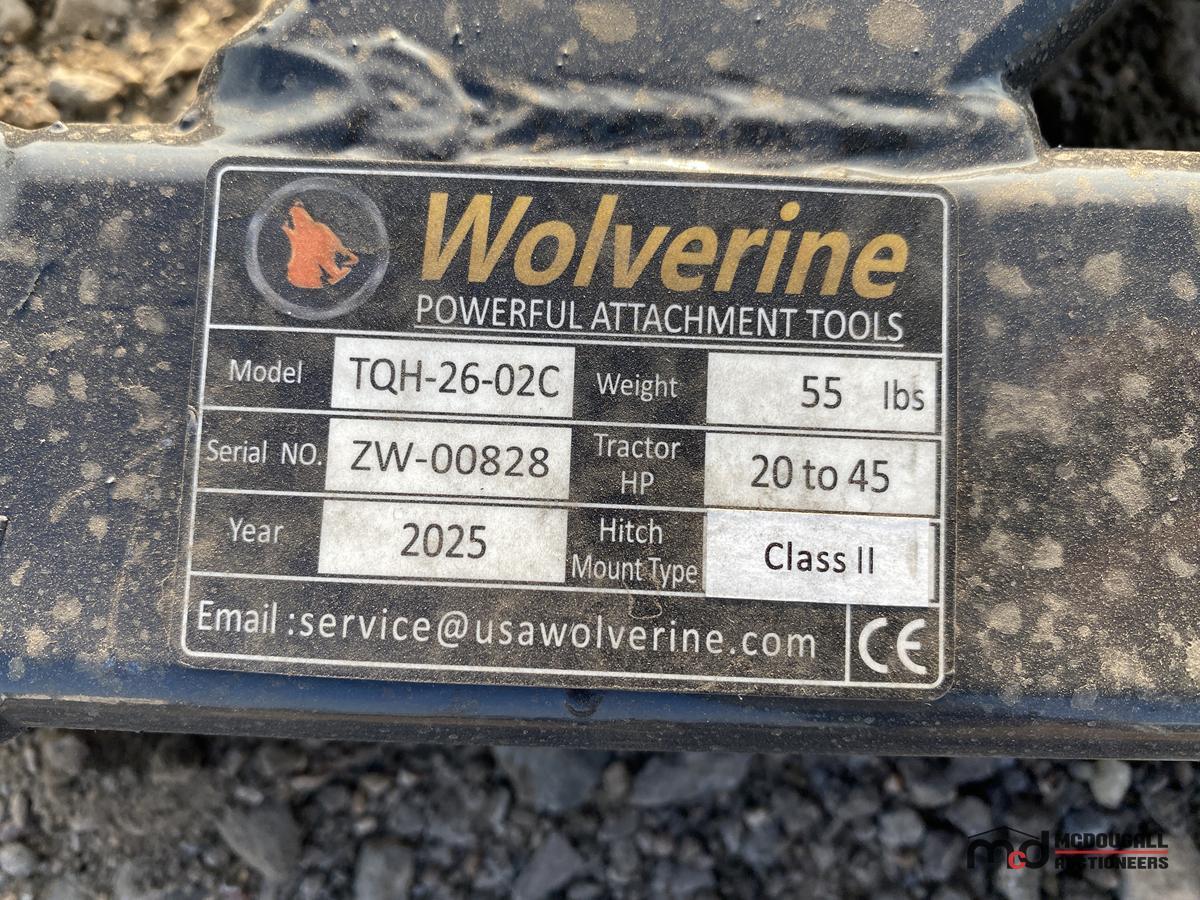 Wolverine
POWERFUL ATTACHMENT TOOLS
Model TQH-26-02C Weight 55 lbs
Serial NO. ZW-00828 Tractor HP 20 to 45
Year 2025 Hitch Mount Type Class II
Email :service@usawolverine.com CE
mcd MCDOUGALL
AUCTIONEERS